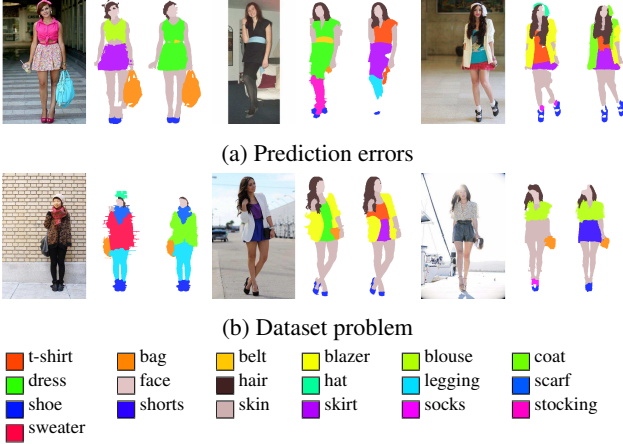 (a) Prediction errors
(b) Dataset problem
t-shirt bag belt blazer blouse coat
dress face hair hat legging scarf
shoe shorts skin skirt socks stocking
sweater